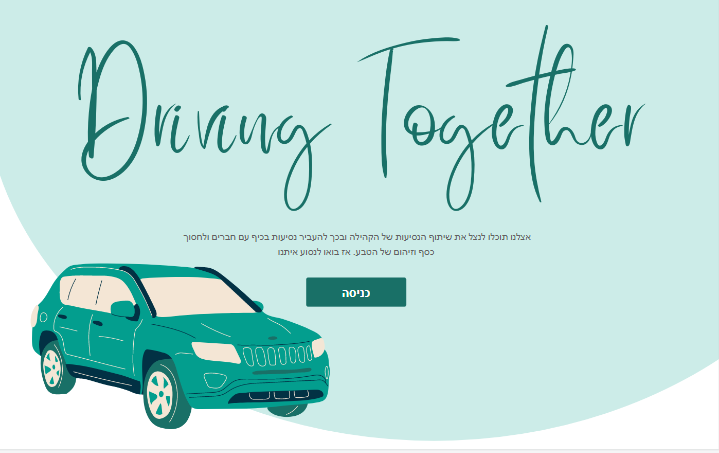 Driving Together
אצלנו תוכלו לנצל את שיתוף הנסיעות של הקהילה ובכך להעביר נסיעות בכיף עם חברים ולחסוך
כסף וזיהום של הטבע. אז בואו לנסוע איתנו
כניסה